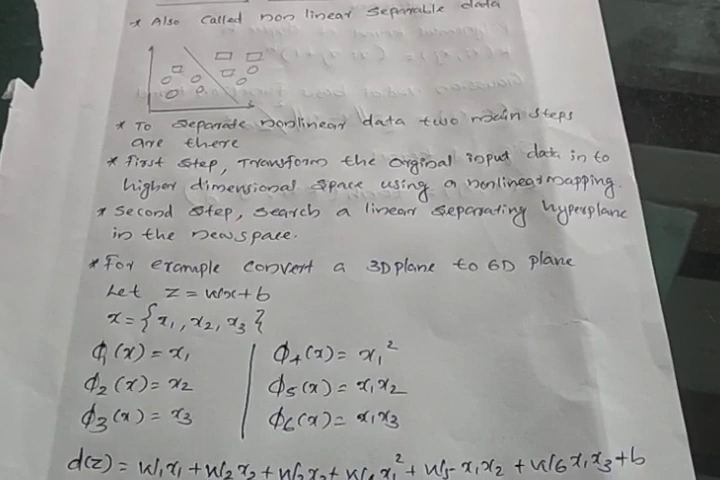 * Also called non linear separable data
* To separate nonlinear data two main steps
are there
* First step, Transform the orginal input data in to
higher dimensional space using a nonlinear mapping.
* Second step, search a linear separating hyperplane
in the new space.
* For example convert a 3D plane to 6D plane
Let z = wx + b
x = {x₁, x₂, x₃}
Φ₁(x) = x₁
Φ₂(x) = x₂
Φ₃(x) = x₃
Φ₄(x) = x₁²
Φ₅(x) = x₁x₂
Φ₆(x) = x₁x₃
d(z) = w₁x₁ + w₂x₂ + w₃x₃ + w₄x₁² + w₅x₁x₂ + w₆x₁x₃ + b